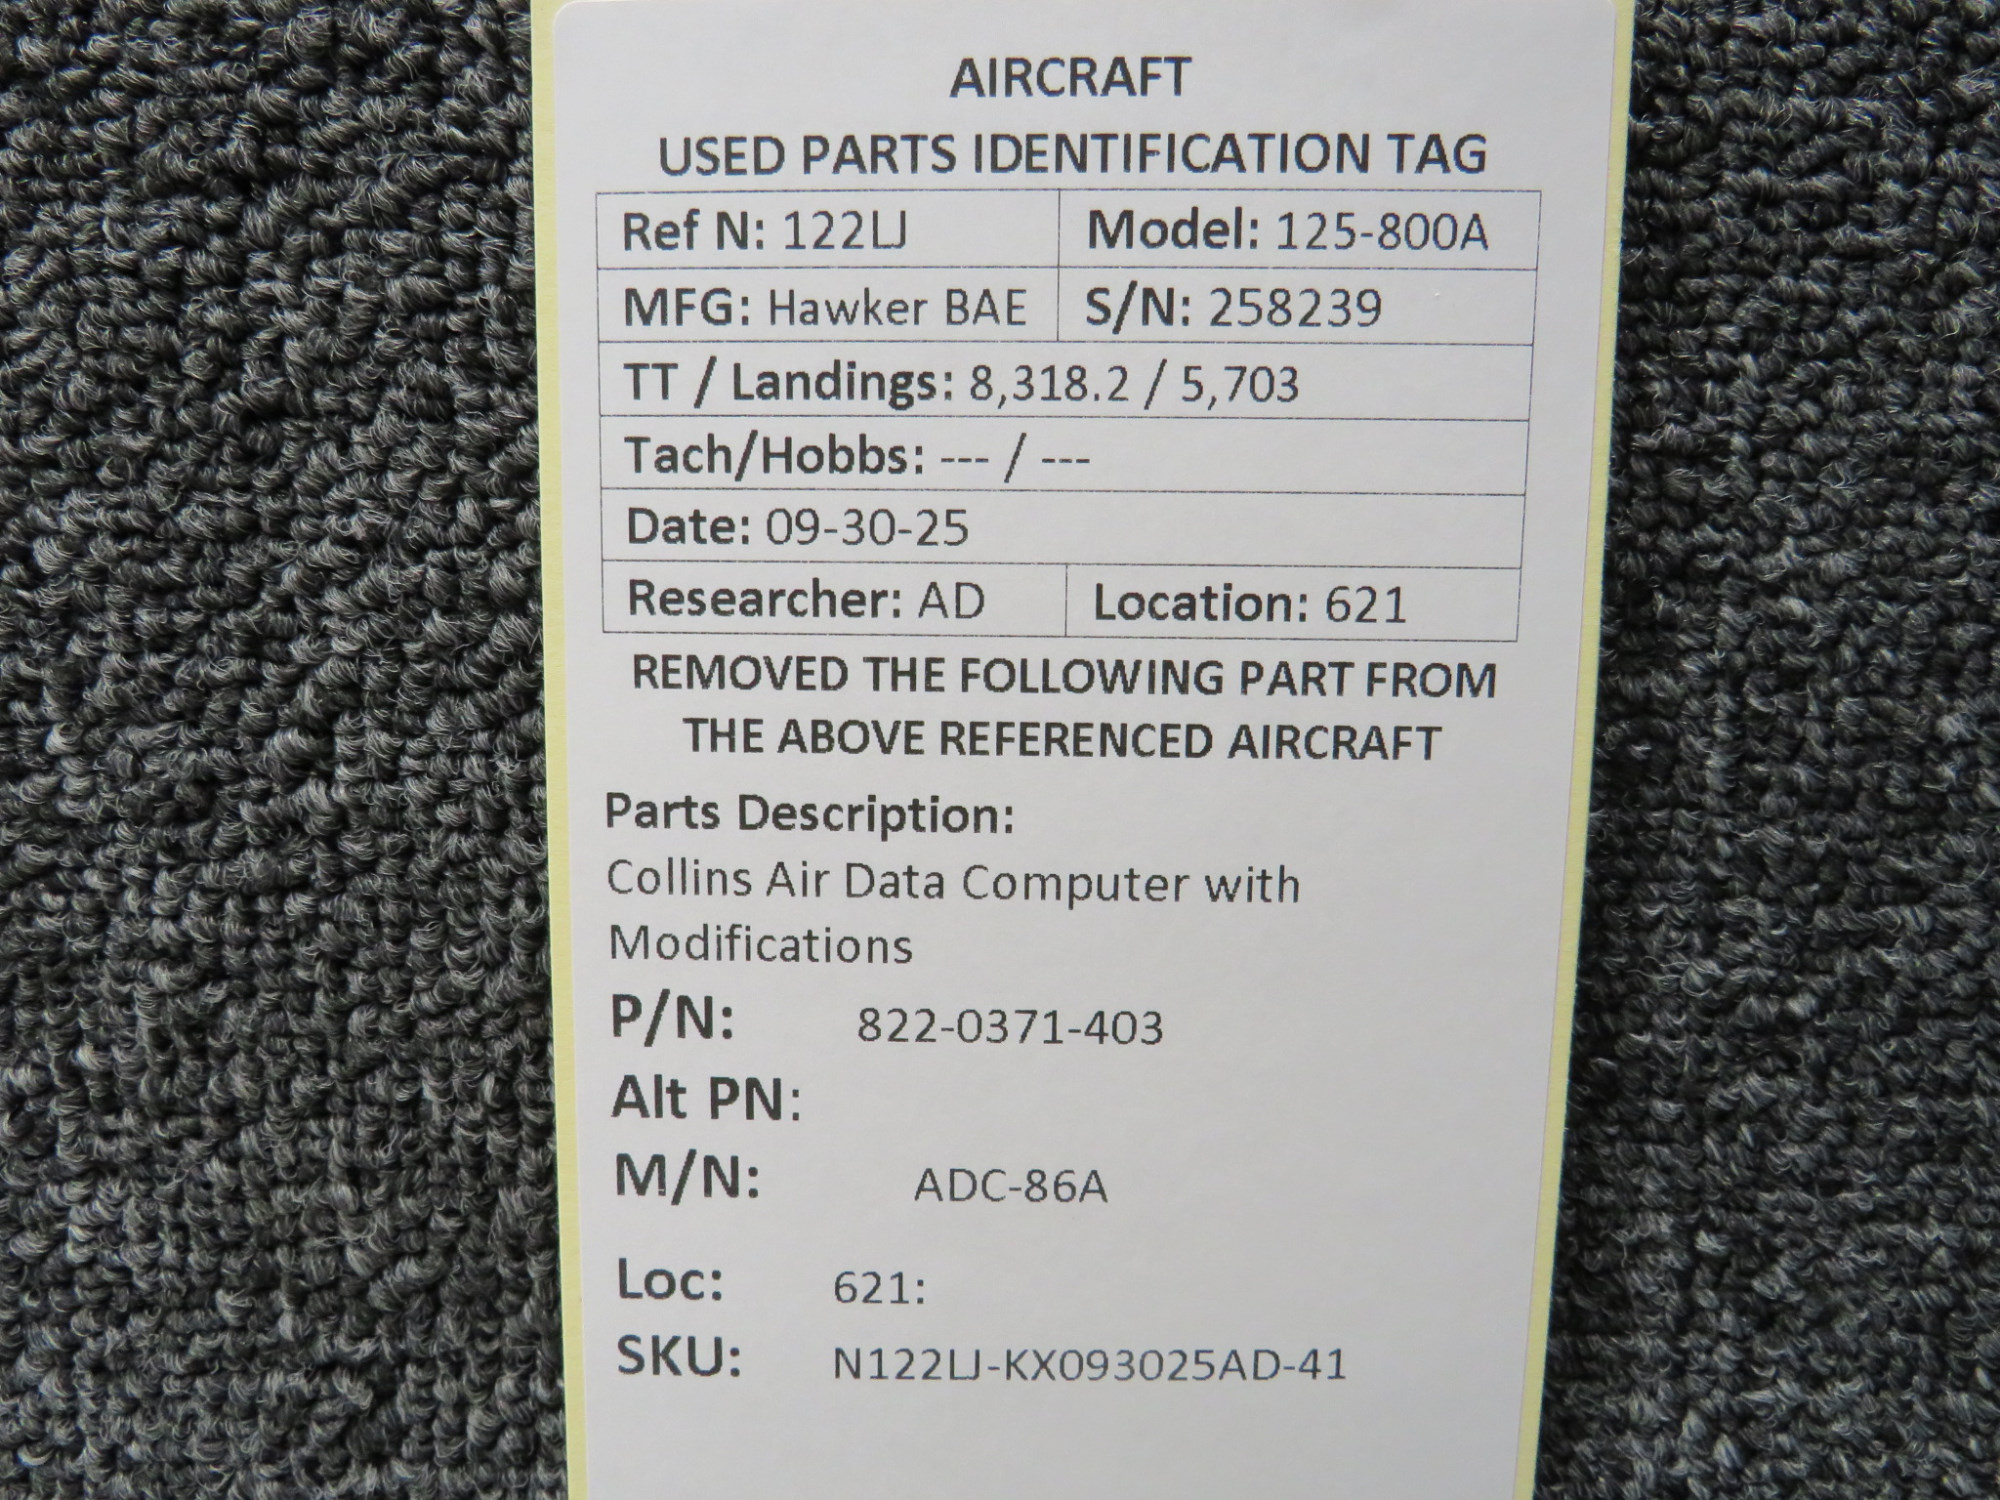 AIRCRAFT
USED PARTS IDENTIFICATION TAG
Ref N: 122LJ Model: 125-800A
MFG: Hawker BAE S/N: 258239
TT / Landings: 8,318.2 / 5,703
Tach/Hobbs: --- / ---
Date: 09-30-25
Researcher: AD Location: 621
REMOVED THE FOLLOWING PART FROM
THE ABOVE REFERENCED AIRCRAFT
Parts Description:
Collins Air Data Computer with
Modifications
P/N: 822-0371-403
Alt PN:
M/N: ADC-86A
Loc: 621:
SKU: N122LJ-KX093025AD-41